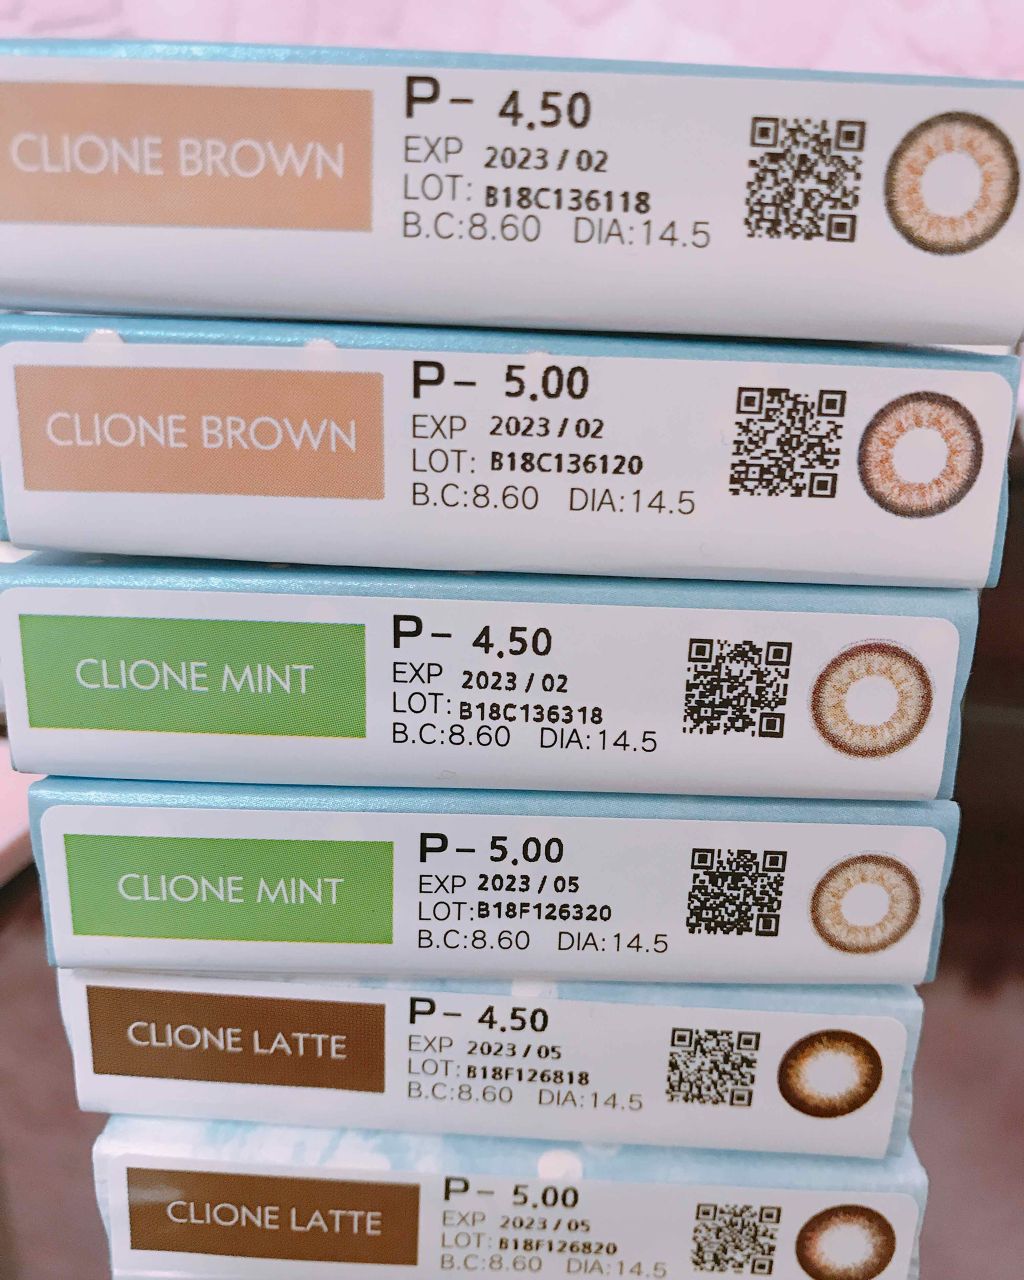 CLIONE BROWN
P- 4.50
EXP 2023/02
LOT: B18C136118
B.C:8.60 DIA:14.5
CLIONE BROWN
P- 5.00
EXP 2023/02
LOT: B18C136120
B.C:8.60 DIA:14.5
CLIONE MINT
P- 4.50
EXP 2023/02
LOT: B18C136318
B.C:8.60 DIA:14.5
CLIONE MINT
P- 5.00
EXP 2023/05
LOT:B18F126320
B.C:8.60 DIA:14.5
CLIONE LATTE
P- 4.50
EXP 2023/05
LOT: B18F126818
B.C:8.60 DIA:14.5
CLIONE LATTE
P- 5.00
EXP 2023/05
LOT: B18F126820
B.C:8.60 DIA:14.5